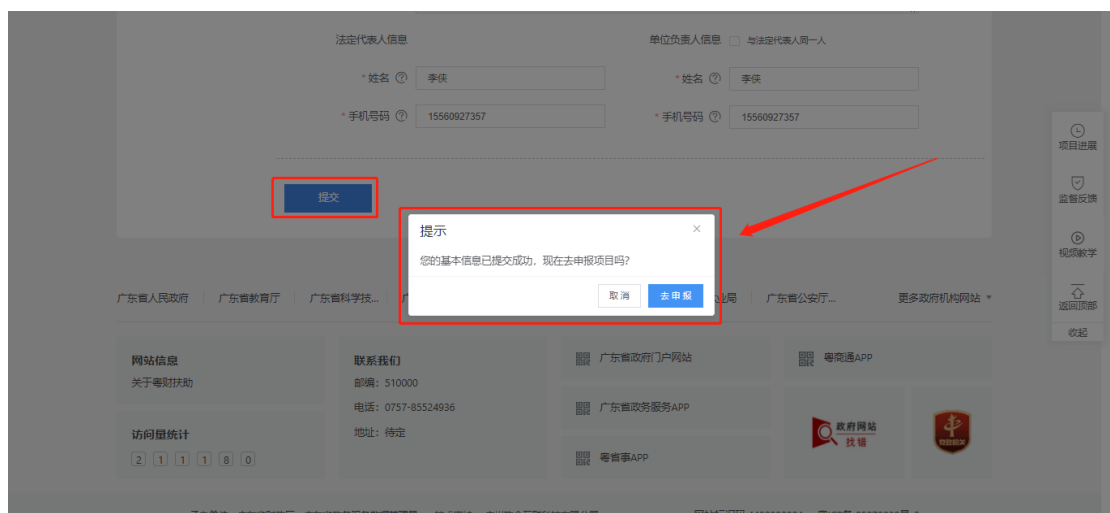 法定代表人信息 单位负责人信息 与法定代表人同一人
*姓名 李侠 *姓名 李侠
*手机号码 15560927357 *手机号码 15560927357
提交
提示
您的基本信息已提交成功，现在去申报项目吗?
取消 去申报
项目进展
监督反馈
视频教学
返回顶部
收起
广东省人民政府 广东省教育厅 广东省科学技... 广东省公安厅... 更多政府机构网站
网站信息
关于粤财扶助
访问量统计
2 1 1 1 8 0
联系我们
邮编：510000
电话：0757-85524936
地址：待定
广东省政府门户网站
粤商通APP
广东省政务服务APP
粤省事APP
政府网站
找错
党政机关